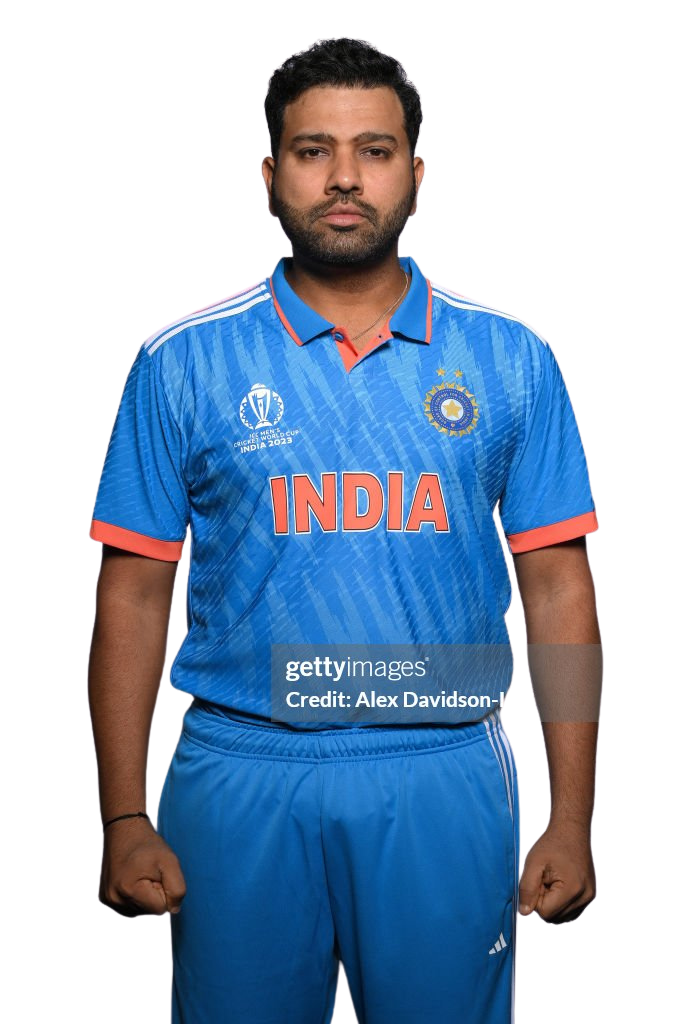 ICC MEN'S
CRICKET WORLD CUP
INDIA 2023
INDIA
gettyimages®
Credit: Alex Davidson-I